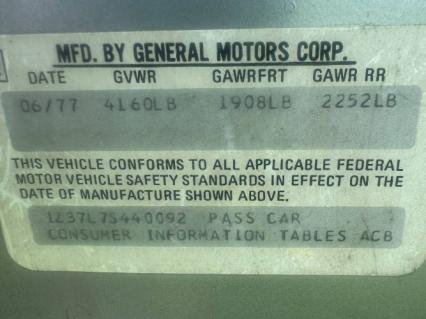 MFD. BY GENERAL MOTORS CORP.
DATE GVWR GAWRFRT GAWR RR
06/77 4160LB 1908LB 2252LB
THIS VEHICLE CONFORMS TO ALL APPLICABLE FEDERAL
MOTOR VEHICLE SAFETY STANDARDS IN EFFECT ON THE
DATE OF MANUFACTURE SHOWN ABOVE.
1Z37L7S440092 PASS CAR
CONSUMER INFORMATION TABLES ACB